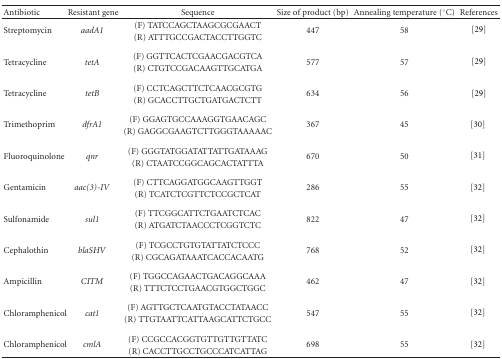 Antibiotic Resistant gene Sequence Size of product (bp) Annealing temperature (°C) References
Streptomycin aadA1 (F) TATCCAGCTAAGCGCGAACT 447 58 [29]
(R) ATTTGCCGACTACCTTGGTC
Tetracycline tetA (F) GGTTCACTCGAACGACGTCA 577 57 [29]
(R) CTGTCCGACAAGTTGCATGA
Tetracycline tetB (F) CCTCAGCTTCTCAACGCGTG 634 56 [29]
(R) GCACCTTGCTGATGACTCTT
Trimethoprim dfrA1 (F) GGAGTGCCAAAGGTGAACAGC 367 45 [30]
(R) GAGGCGAAGTCTTGGGTAAAAAC
Fluoroquinolone qnr (F) GGGTATGGATATTATTGATAAAG 670 50 [31]
(R) CTAATCCGGCAGCACTATTTA
Gentamicin aac(3)-IV (F) CTTCAGGATGGCAAGTTGGT 286 55 [32]
(R) TCATCTCGTTCTCCGCTCAT
Sulfonamide sul1 (F) TTCGGCATTCTGAATCTCAC 822 47 [32]
(R) ATGATCTAACCCTCGGTCTC
Cephalothin blaSHV (F) TCGCCTGTGTATTATCTCCC 768 52 [32]
(R) CGCAGATAAATCACCACAATG
Ampicillin CITM (F) TGGCCAGAACTGACAGGCAAA 462 47 [32]
(R) TTTCTCCTGAACGTGGCTGGC
Chloramphenicol cat1 (F) AGTTGCTCAATGTACCTATAACC 547 55 [32]
(R) TTGTAATTCATTAAGCATTCTGCC
Chloramphenicol cmlA (F) CCGCCACGGTGTTGTTGTTATC 698 55 [32]
(R) CACCTTGCCTGCCCATCATTAG